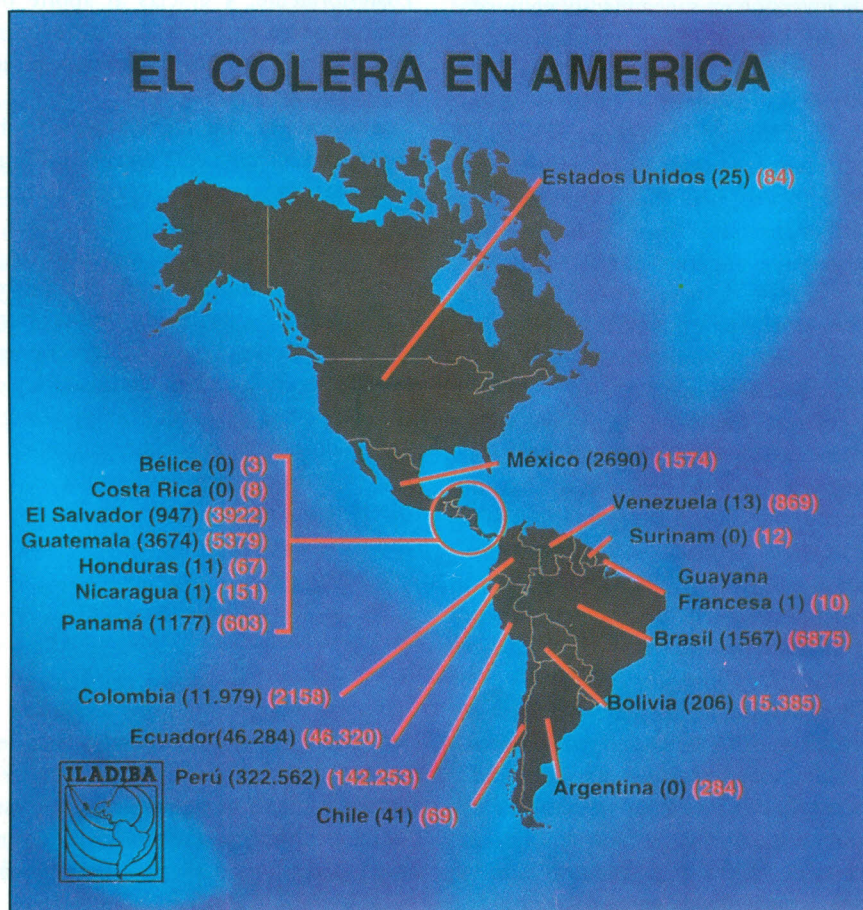 EL COLERA EN AMERICA
Estados Unidos (25) (84)
Bélice (0) (3)
Costa Rica (0) (8)
El Salvador (947) (3922)
Guatemala (3674) (5379)
Honduras (11) (67)
Nicaragua (1) (151)
Panamá (1177) (603)
México (2690) (1574)
Venezuela (13) (869)
Surinam (0) (12)
Guayana
Francesa (1) (10)
Brasil (1567) (6875)
Bolivia (206) (15.385)
Argentina (0) (284)
Colombia (11.979) (2158)
Ecuador(46.284) (46.320)
Perú (322.562) (142.253)
Chile (41) (69)
ILADIBA